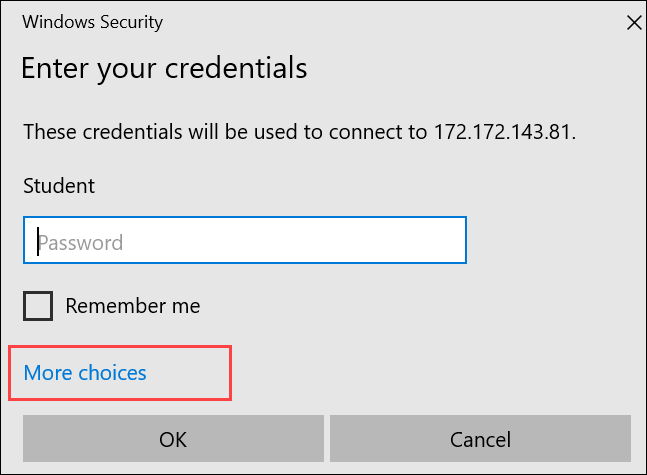 Windows Security
Enter your credentials
These credentials will be used to connect to 172.172.143.81.
Student
Password
Remember me
More choices
OK
Cancel